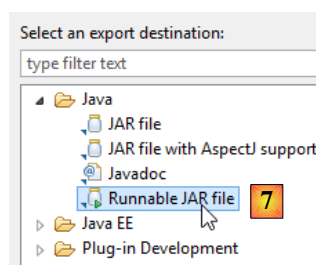 Select an export destination:
type filter text
Java
JAR file
JAR file with AspectJ support
Javadoc
Runnable JAR file 7
Java EE
Plug-in Development